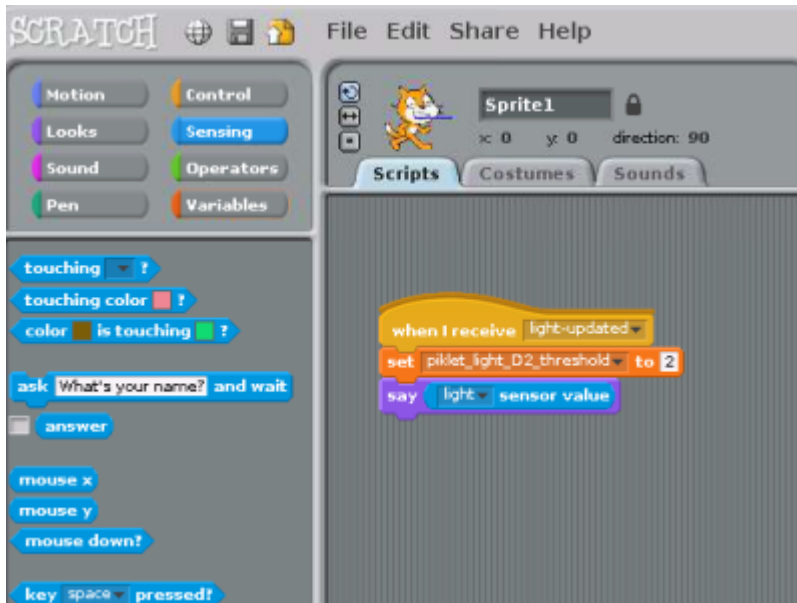 SCRATCH File Edit Share Help
Motion Control
Looks Sensing
Sound Operators
Pen Variables
Sprite1
x: 0 y: 0 direction: 90
Scripts Costumes Sounds
touching ?
touching color ?
color is touching ?
ask What's your name? and wait
answer
mouse x
mouse y
mouse down?
key space pressed?
when I receive light-updated
set piklet_light_D2_threshold to 2
say light sensor value